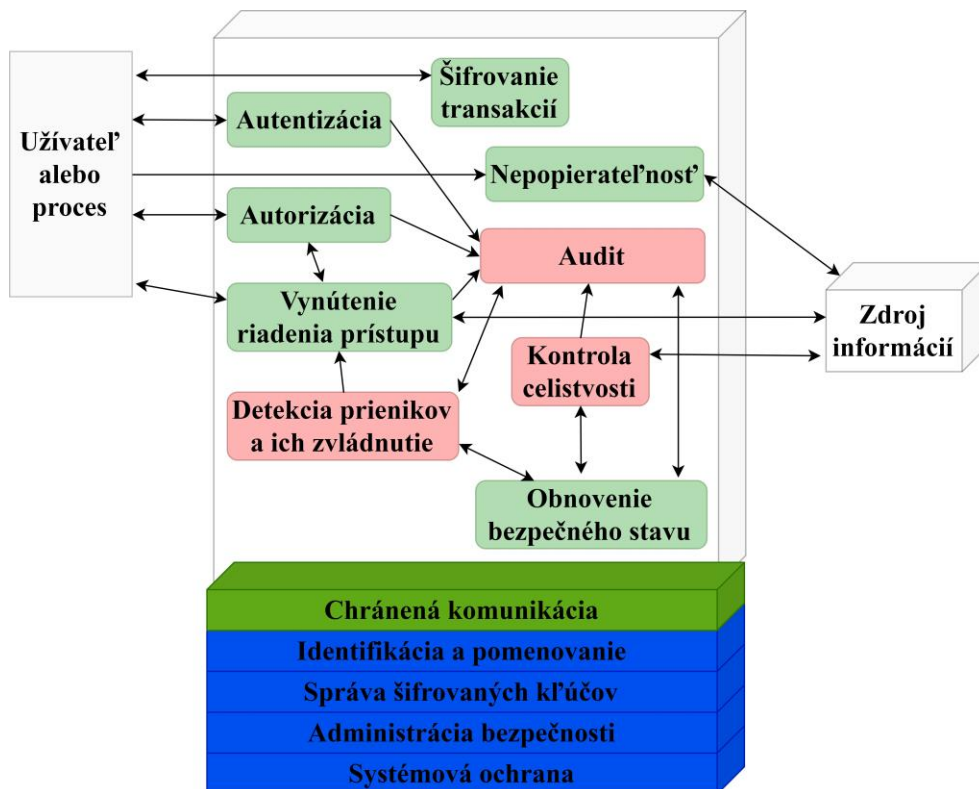 Šifrovanie
transakcií
Autentizácia
Užívateľ
alebo
proces
Nepopierateľnosť
Autorizácia
Audit
Vynútenie
riadenia prístupu
Zdroj
informácií
Kontrola
celistvosti
Detekcia prienikov
a ich zvládnutie
Obnovenie
bezpečného stavu
Chránená komunikácia
Identifikácia a pomenovanie
Správa šifrovaných kľúčov
Administrácia bezpečnosti
Systémová ochrana